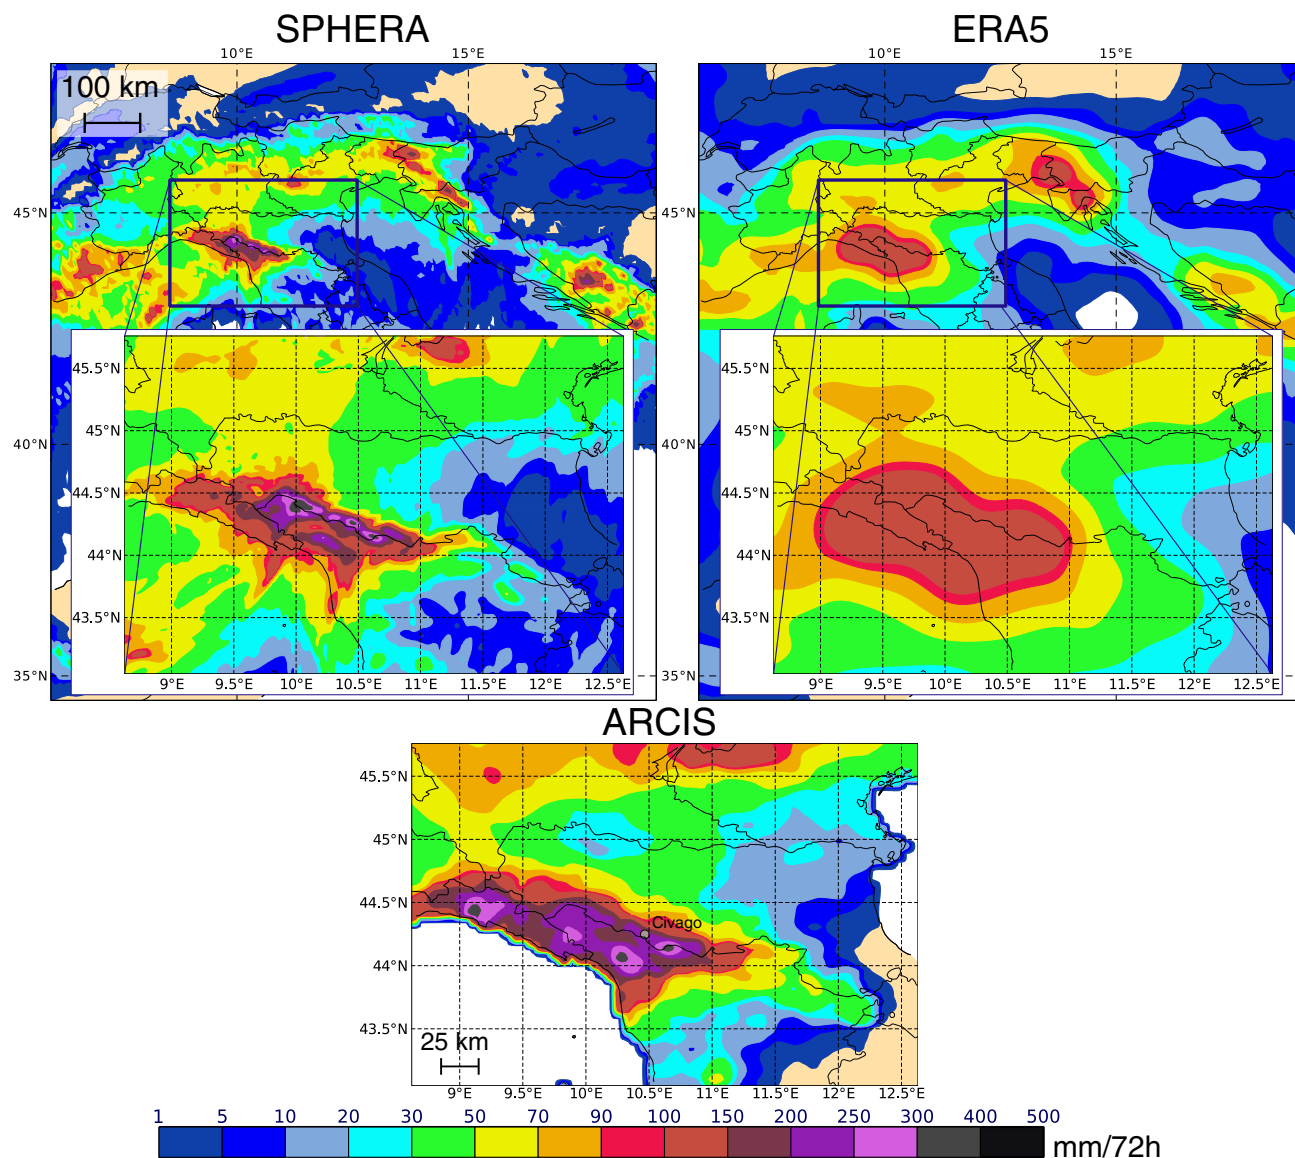 SPHERA ERA5
10°E 15°E 10°E 15°E
100 km
45°N 45°N
45.5°N 45.5°N
45°N 45°N
40°N 40°N
44.5°N 44.5°N
44°N 44°N
43.5°N 43.5°N
35°N 35°N
9°E 9.5°E 10°E 10.5°E 11°E 11.5°E 12°E 12.5°E 9°E 9.5°E 10°E 10.5°E 11°E 11.5°E 12°E 12.5°E
ARCIS
45.5°N
45°N
44.5°N
Civago
44°N
43.5°N
25 km
9°E 9.5°E 10°E 10.5°E 11°E 11.5°E 12°E 12.5°E
1 5 10 20 30 50 70 90 100 150 200 250 300 400 500
mm/72h